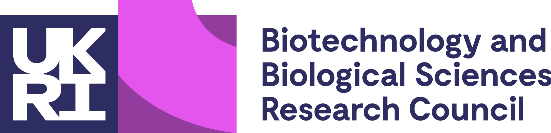 UK
RI
Biotechnology and
Biological Sciences
Research Council